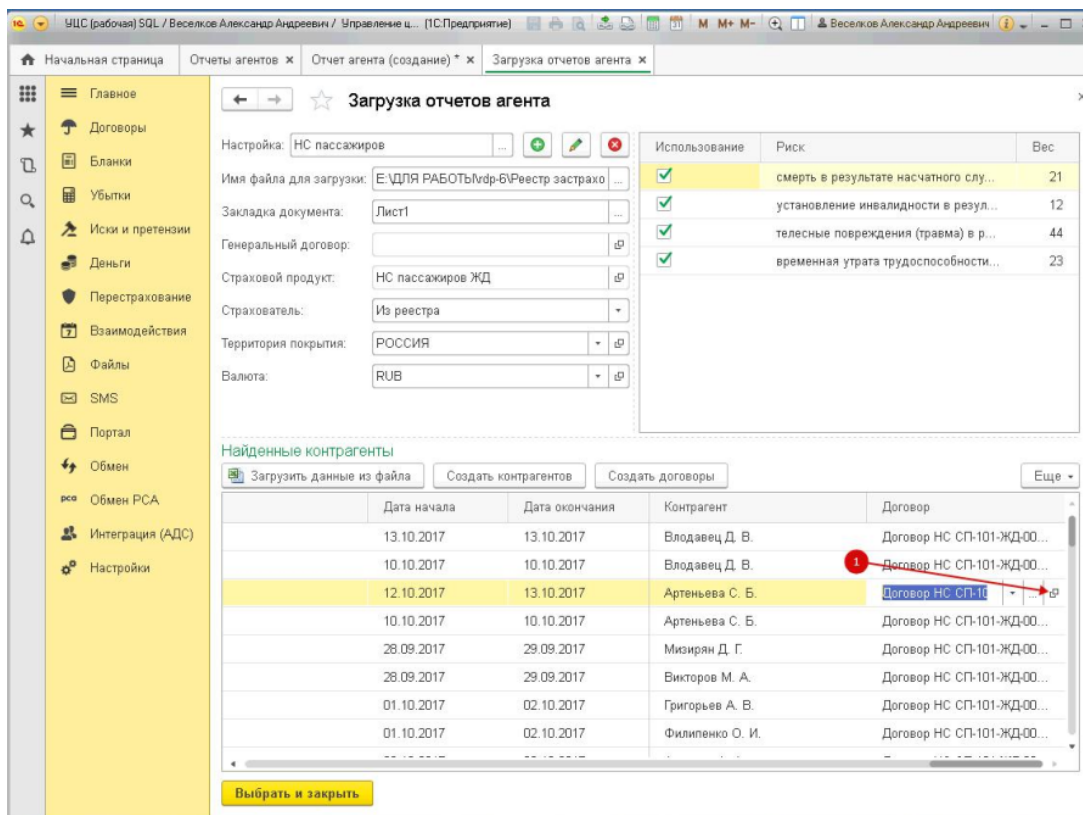 УЦС (рабочая) SQL / Веселков Александр Андреевич / Управление ц... (1С:Предприятие) M M+ M- Веселков Александр Андреевич
Начальная страница Отчеты агентов × Отчет агента (создание) * × Загрузка отчетов агента ×
Главное
Договоры
Бланки
Убытки
Иски и претензии
Деньги
Перестрахование
Взаимодействия
Файлы
SMS
Портал
Обмен
рса Обмен РСА
Интеграция (АДС)
Настройки
Загрузка отчетов агента
Настройка: НС пассажиров ...
Имя файла для загрузки: E:\ДЛЯ РАБОТЫ\vdp-6\Реестр застрахо ...
Закладка документа: Лист1 ...
Генеральный договор:
Страховой продукт: НС пассажиров ЖД
Страхователь: Из реестра
Территория покрытия: РОССИЯ
Валюта: RUB
Использование Риск Вес
смерть в результате насчатного слу... 21
установление инвалидности в резул... 12
телесные повреждения (травма) в р... 44
временная утрата трудоспособности... 23
Найденные контрагенты
Загрузить данные из файла Создать контрагентов Создать договоры Еще
Дата начала Дата окончания Контрагент Договор
13.10.2017 13.10.2017 Влодавец Д. В. Договор НС СП-101-ЖД-00...
10.10.2017 10.10.2017 Влодавец Д. В. 1 Договор НС СП-101-ЖД-00...
12.10.2017 13.10.2017 Артеньева С. Б. Договор НС СП-10 ...
10.10.2017 10.10.2017 Артеньева С. Б. Договор НС СП-101-ЖД-00...
28.09.2017 29.09.2017 Мизирян Д. Г. Договор НС СП-101-ЖД-00...
28.09.2017 29.09.2017 Викторов М. А. Договор НС СП-101-ЖД-00...
01.10.2017 02.10.2017 Григорьев А. В. Договор НС СП-101-ЖД-00...
01.10.2017 02.10.2017 Филипенко О. И. Договор НС СП-101-ЖД-00...
Выбрать и закрыть